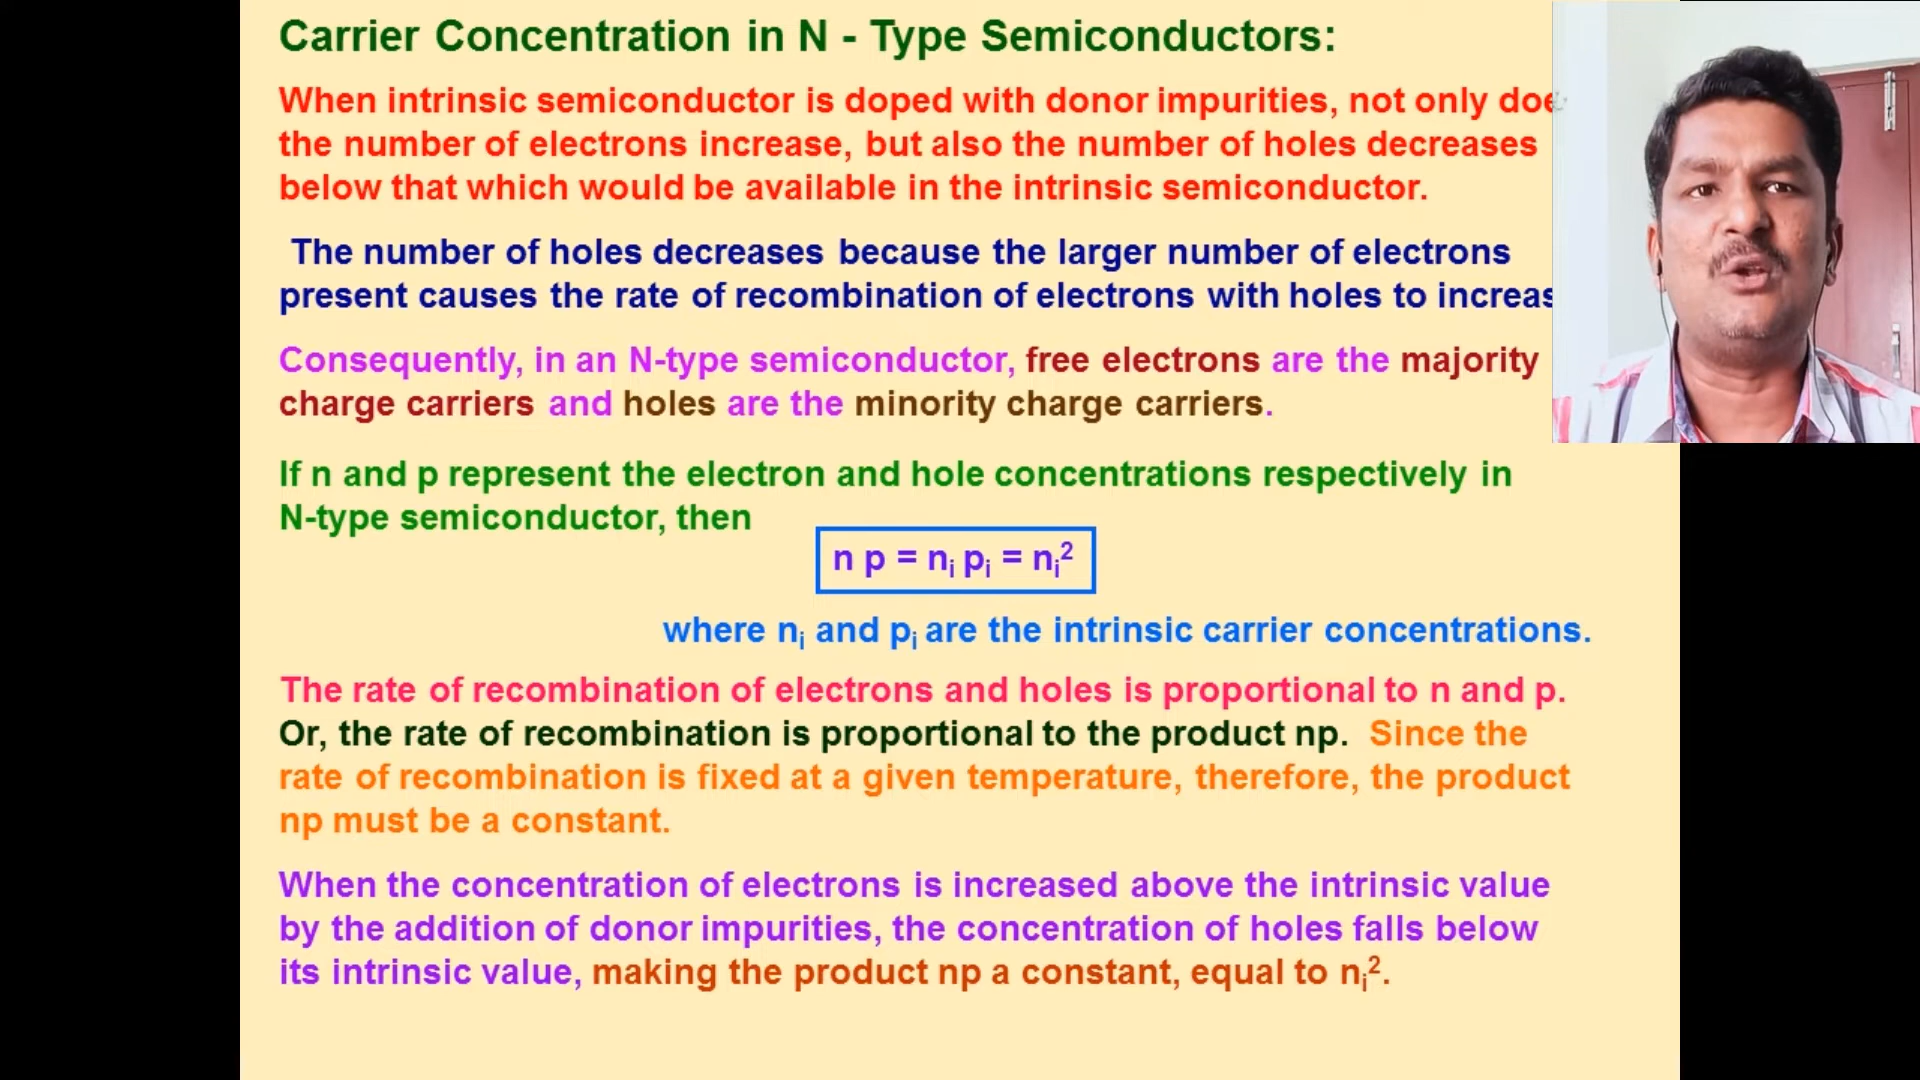 Carrier Concentration in N - Type Semiconductors:
When intrinsic semiconductor is doped with donor impurities, not only
the number of electrons increase, but also the number of holes decreases
below that which would be available in the intrinsic semiconductor.
The number of holes decreases because the larger number of electrons
present causes the rate of recombination of electrons with holes to
Consequently, in an N-type semiconductor, free electrons are the majority
charge carriers and holes are the minority charge carriers.
If n and p represent the electron and hole concentrations respectively in
N-type semiconductor, then
n p = nᵢ pᵢ = nᵢ²
where nᵢ and pᵢ are the intrinsic carrier concentrations.
The rate of recombination of electrons and holes is proportional to n and p.
Or, the rate of recombination is proportional to the product np. Since the
rate of recombination is fixed at a given temperature, therefore, the product
np must be a constant.
When the concentration of electrons is increased above the intrinsic value
by the addition of donor impurities, the concentration of holes falls below
its intrinsic value, making the product np a constant, equal to nᵢ².